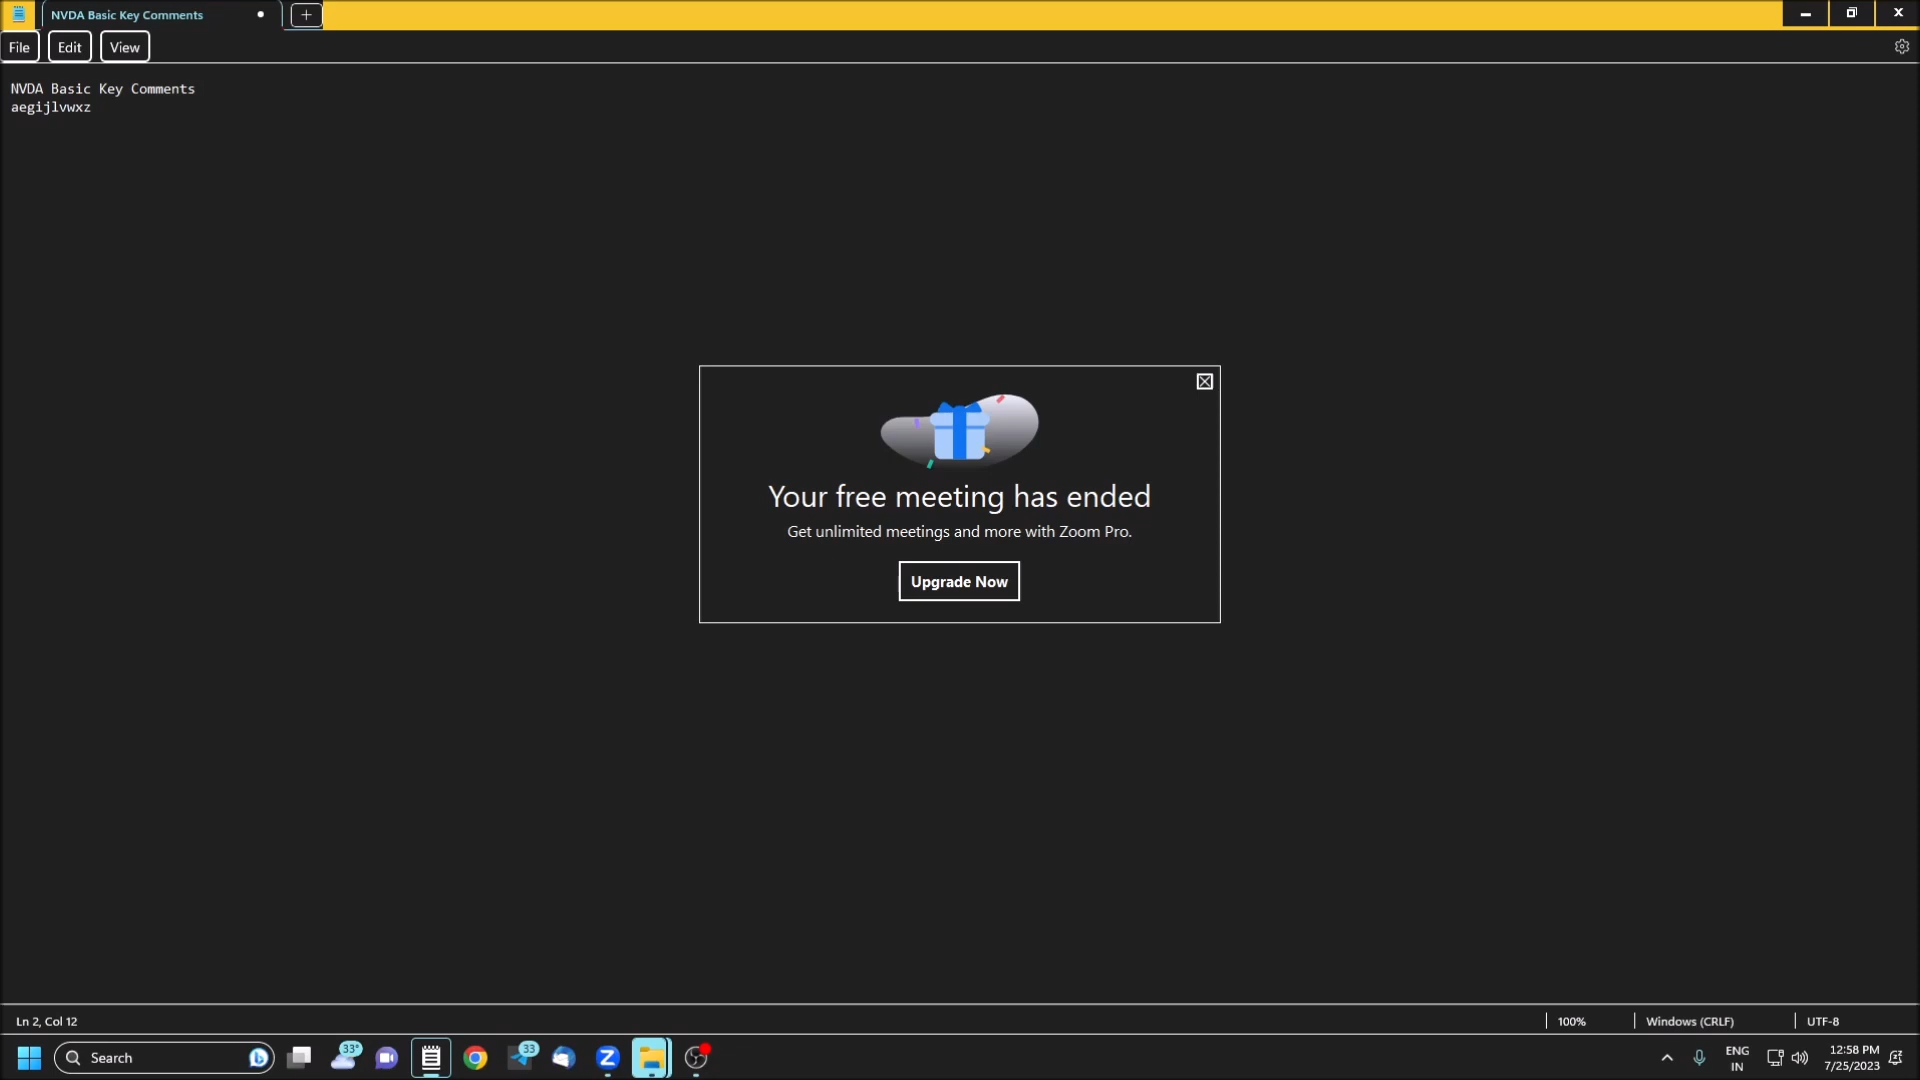 NVDA Basic Key Comments
File Edit View
NVDA Basic Key Comments
aegijlvwxz
Your free meeting has ended
Get unlimited meetings and more with Zoom Pro.
Upgrade Now
Ln 2, Col 12 100% Windows (CRLF) UTF-8
Search 33° 33 Z ENG 12:58 PM
IN 7/25/2023